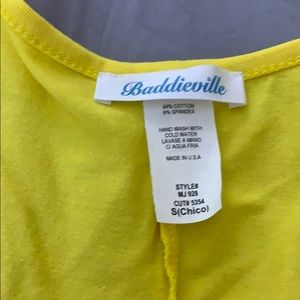 Baddieville
94% COTTON
6% SPANDEX
HAND WASH WITH
COLD WATER
LAVASE A MANO
C/ AGUA FRIA
MADE IN U.S.A
STYLE#
MJ 928
CUT# 5354
S(Chico)